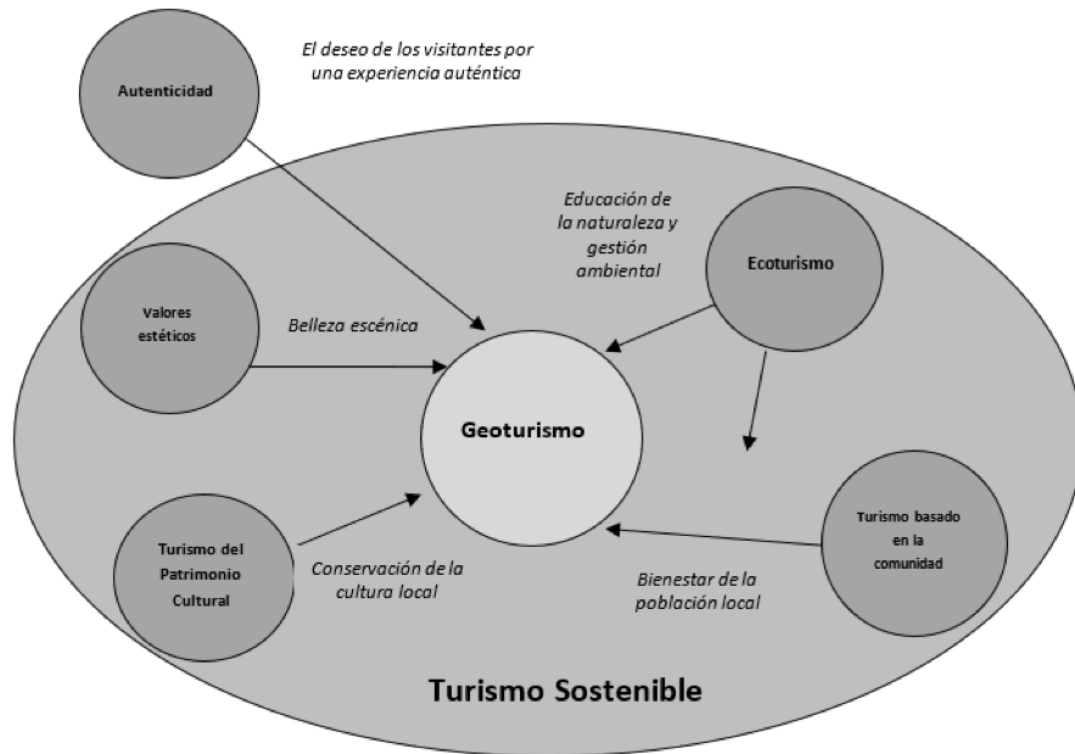 El deseo de los visitantes por
una experiencia auténtica
Autenticidad
Educación de
la naturaleza y
gestión
ambiental
Ecoturismo
Valores
estéticos
Belleza escénica
Geoturismo
Turismo del
Patrimonio
Cultural
Conservación de la
cultura local
Bienestar de la
población local
Turismo basado
en la
comunidad
Turismo Sostenible